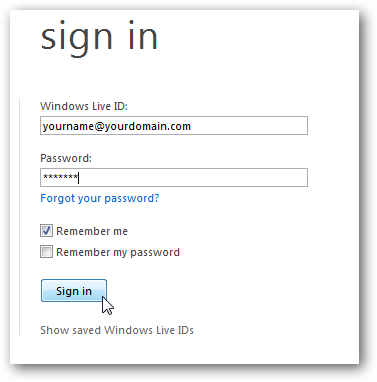 sign in
Windows Live ID:
yourname@yourdomain.com
Password:
*******
Forgot your password?
Remember me
Remember my password
Sign in
Show saved Windows Live IDs